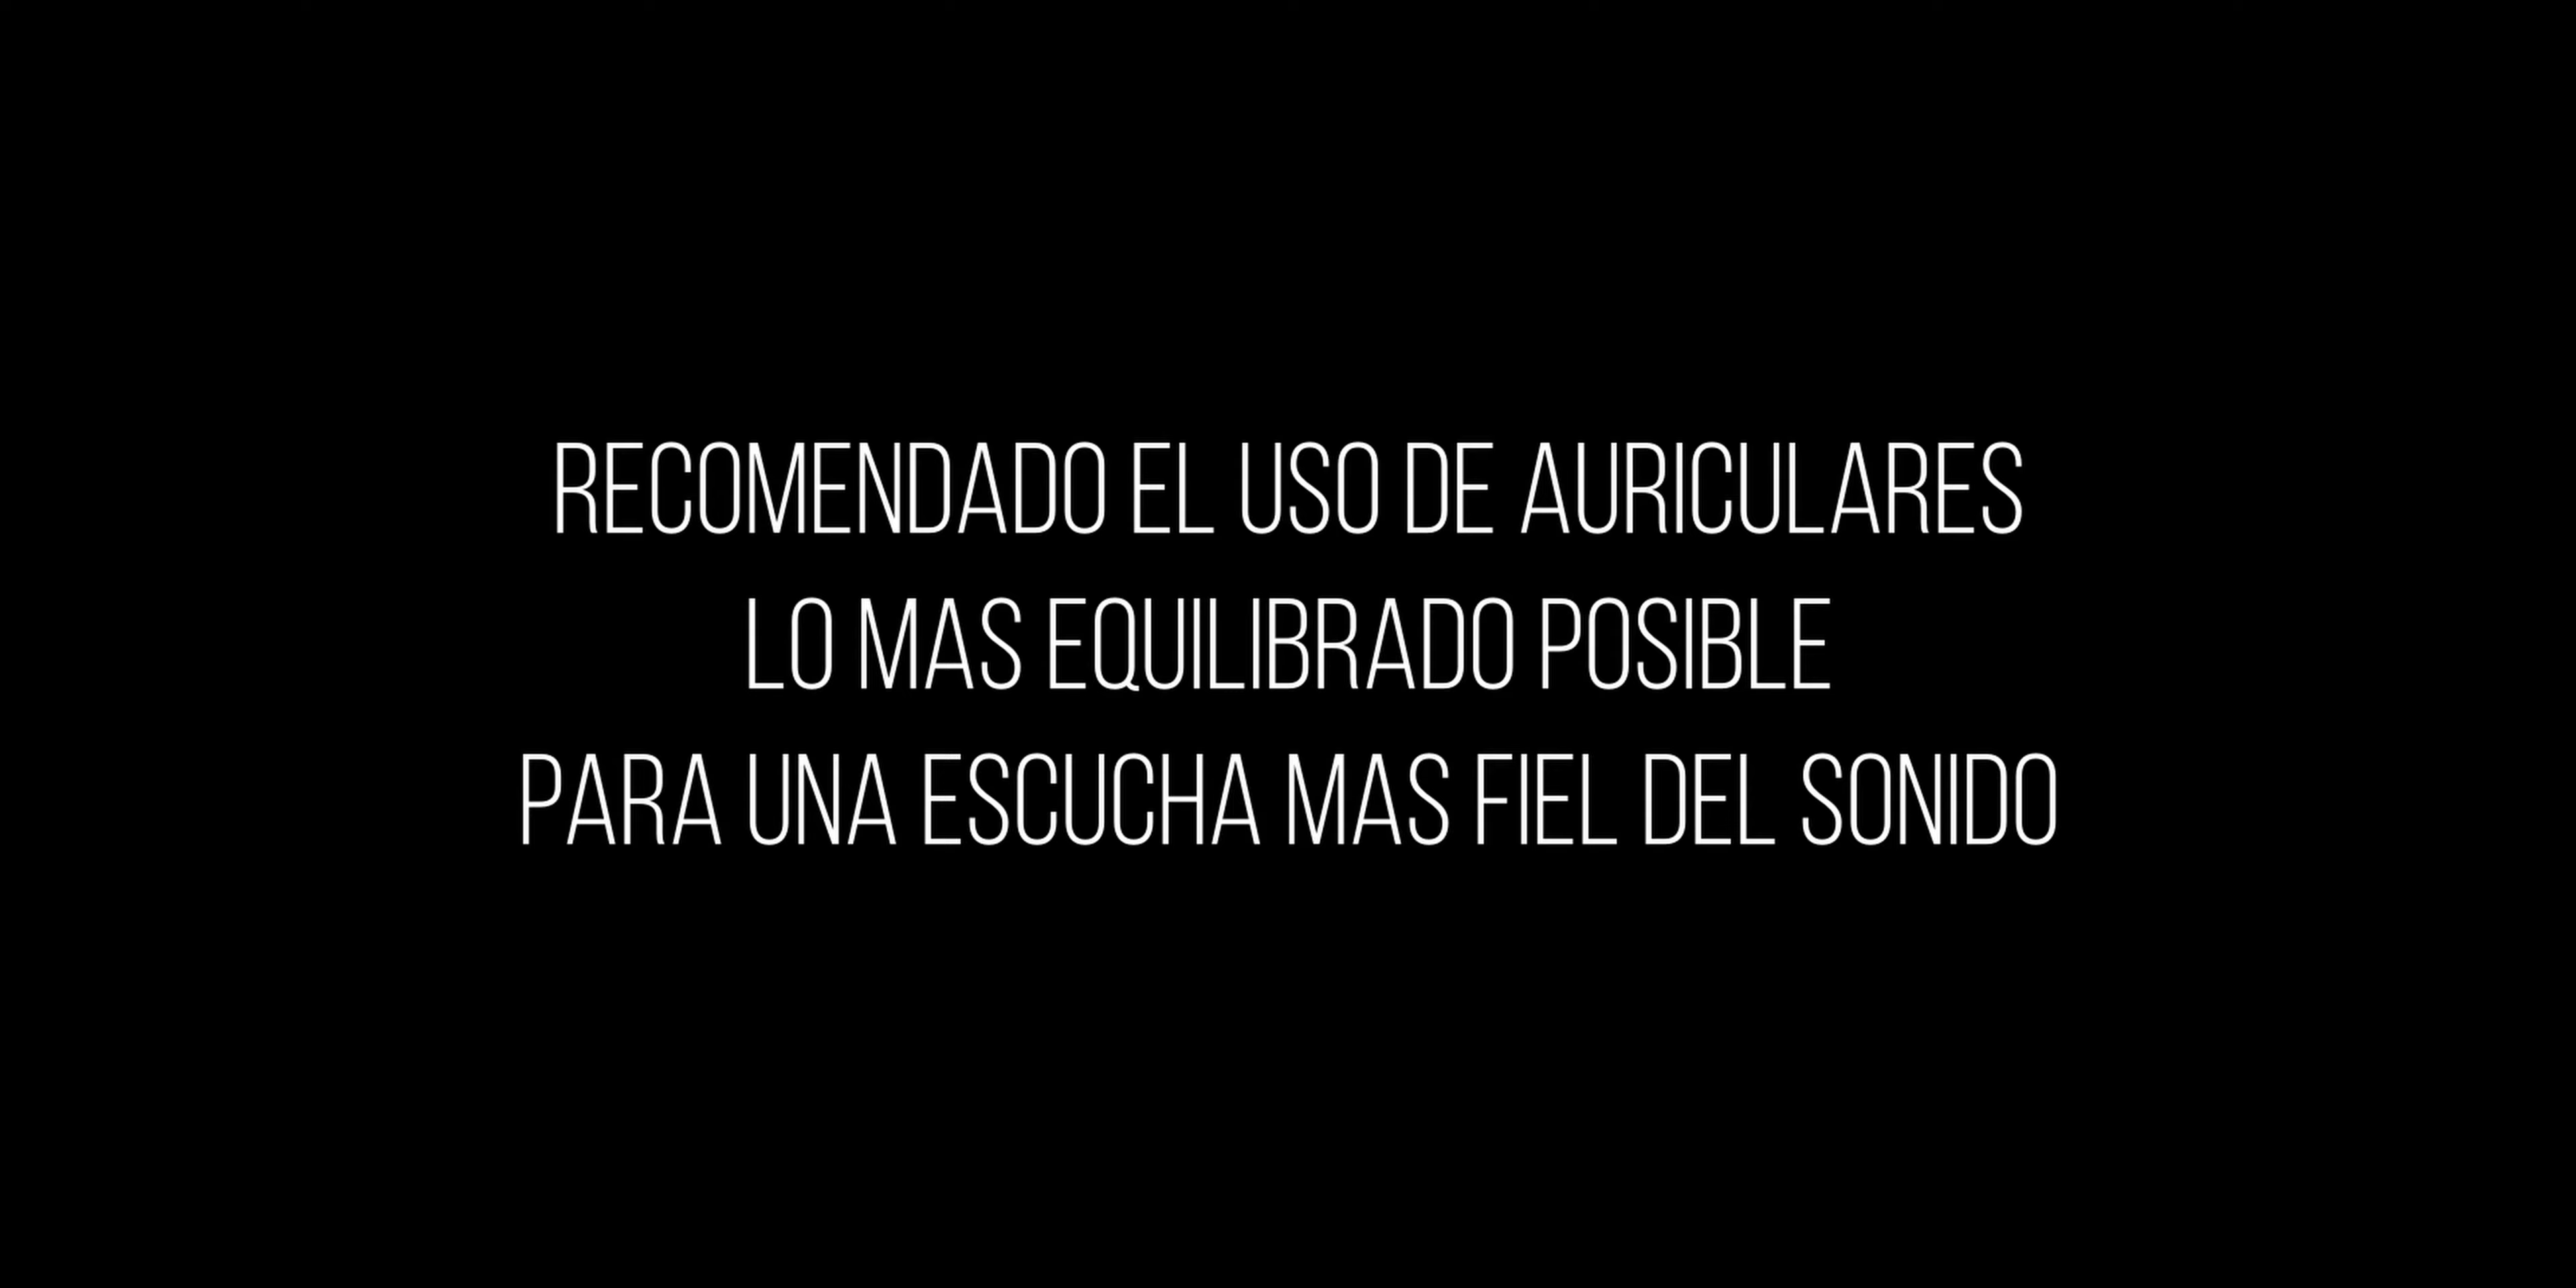 RECOMENDADO EL USO DE AURICULARES
LO MAS EQUILIBRADO POSIBLE
PARA UNA ESCUCHA MAS FIEL DEL SONIDO